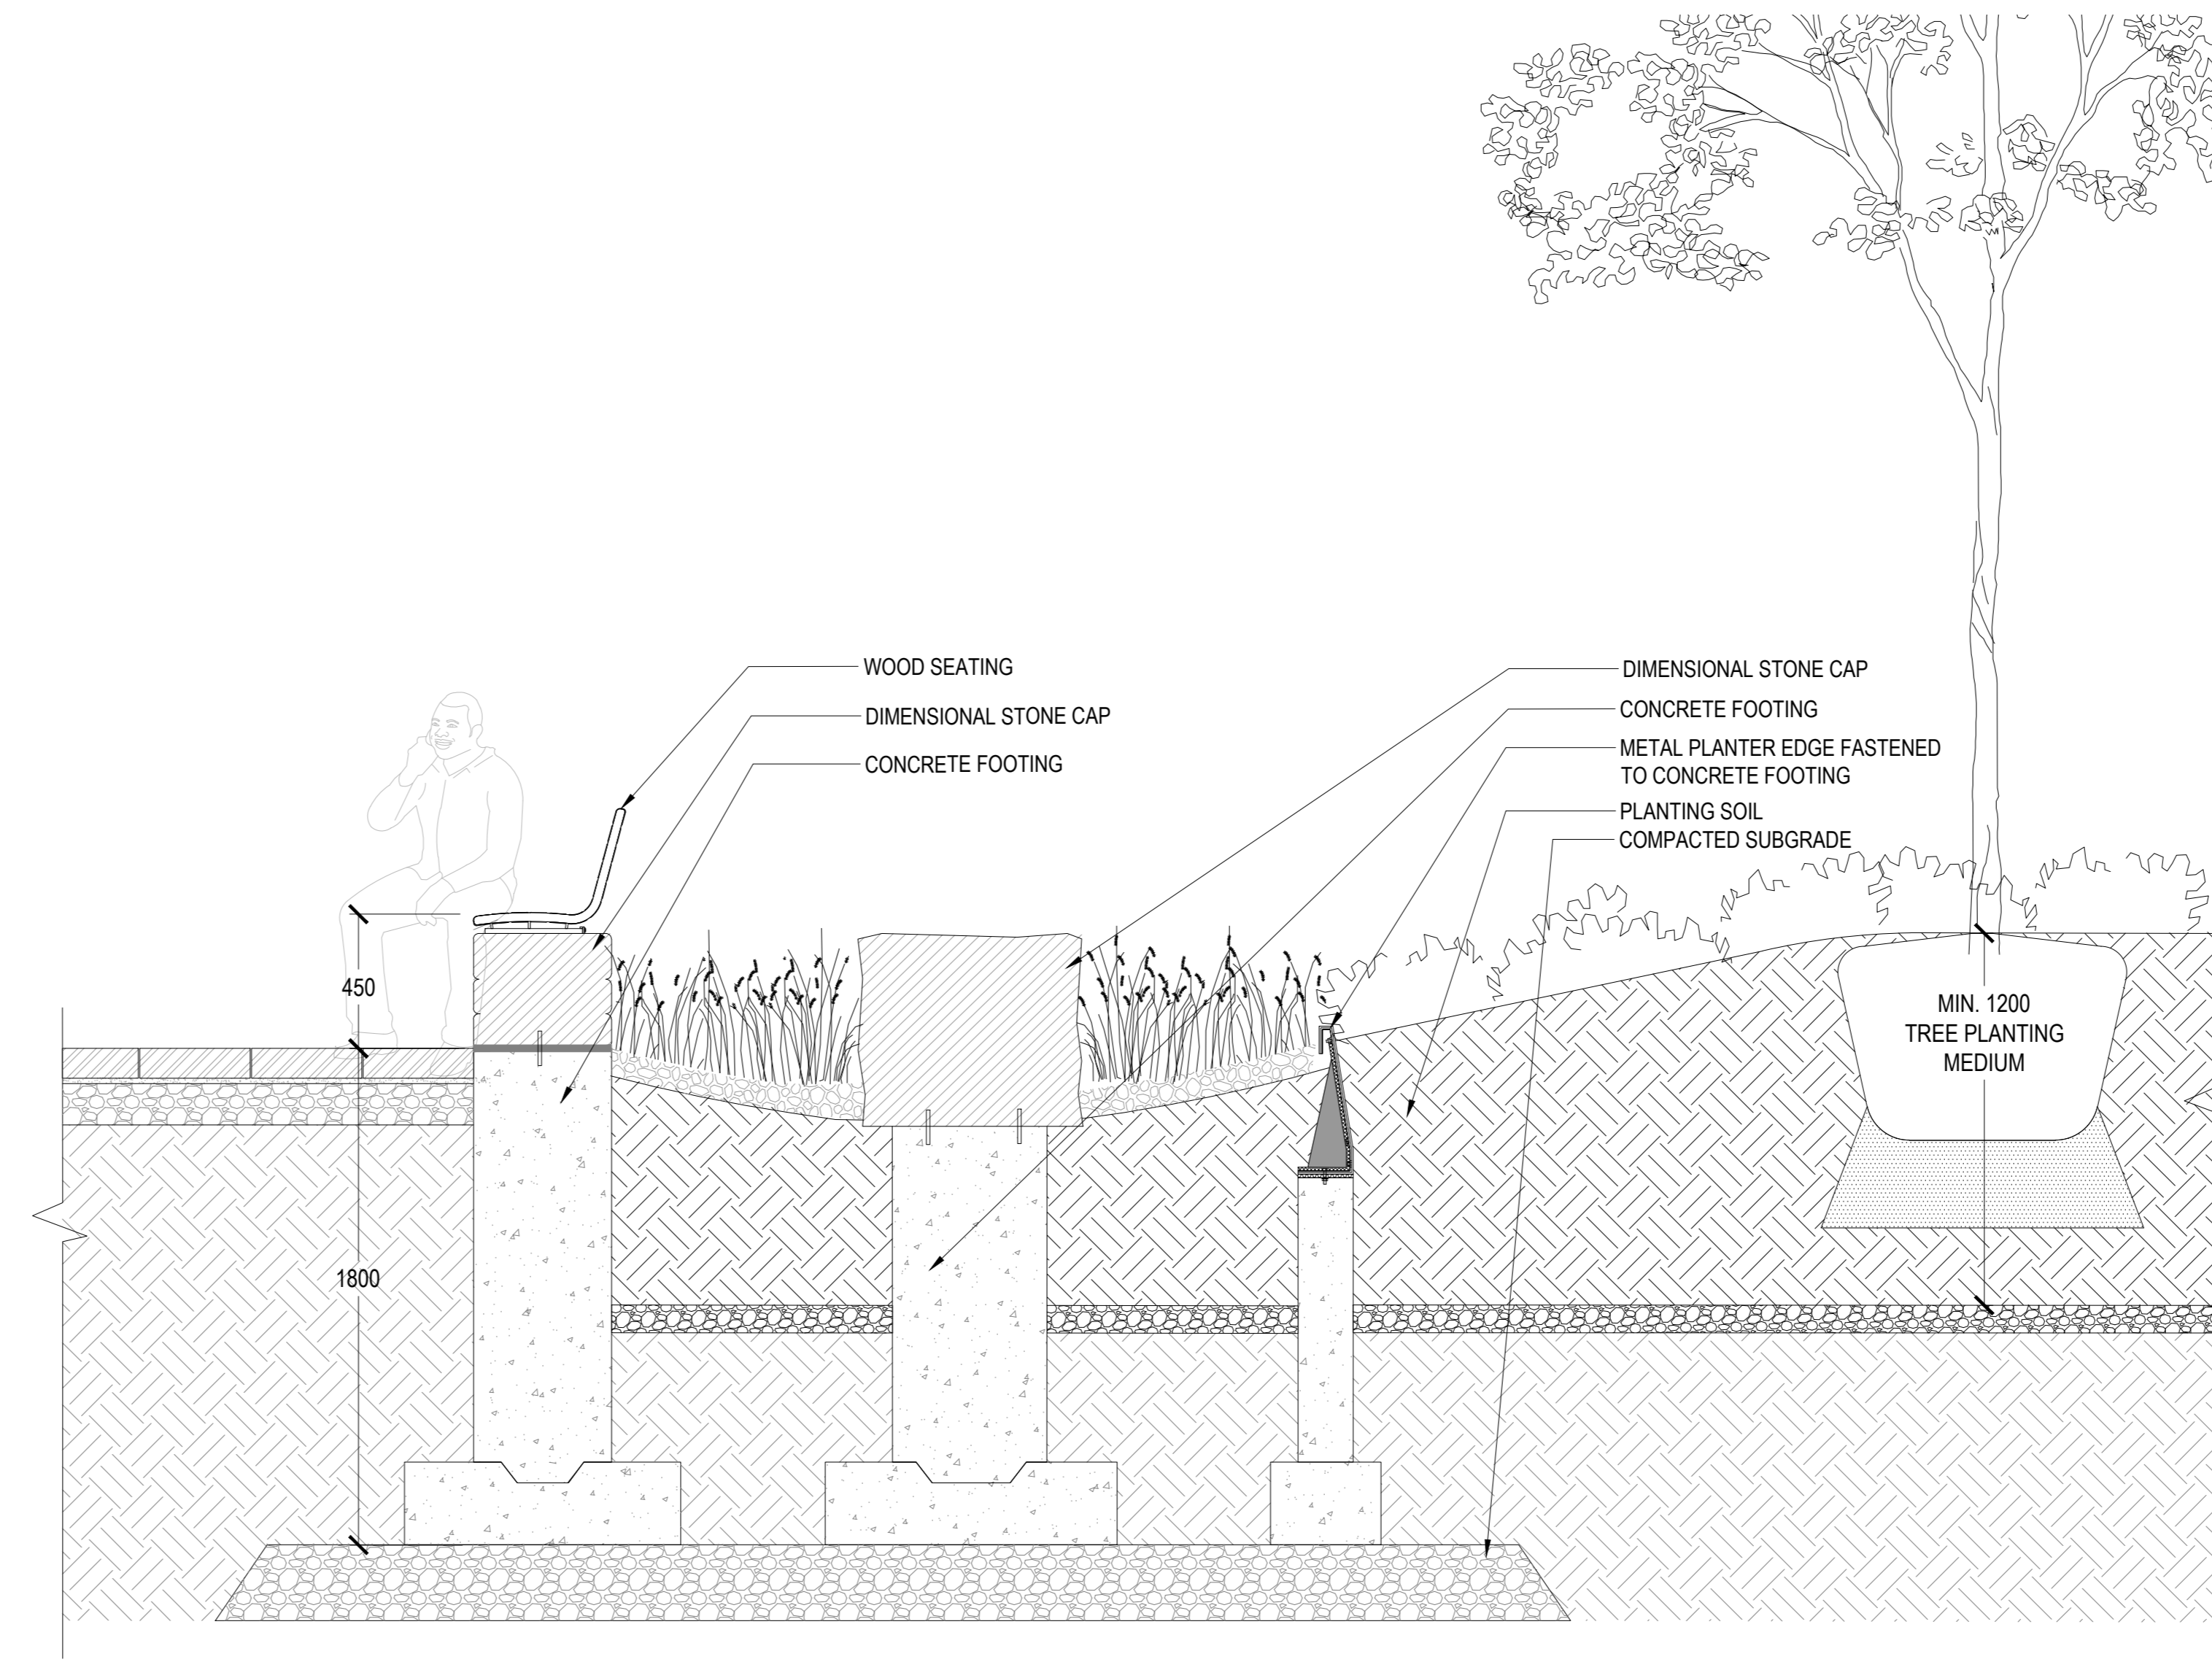 WOOD SEATING
DIMENSIONAL STONE CAP
CONCRETE FOOTING
DIMENSIONAL STONE CAP
CONCRETE FOOTING
METAL PLANTER EDGE FASTENED
TO CONCRETE FOOTING
PLANTING SOIL
COMPACTED SUBGRADE
450
MIN. 1200
TREE PLANTING
MEDIUM
1800